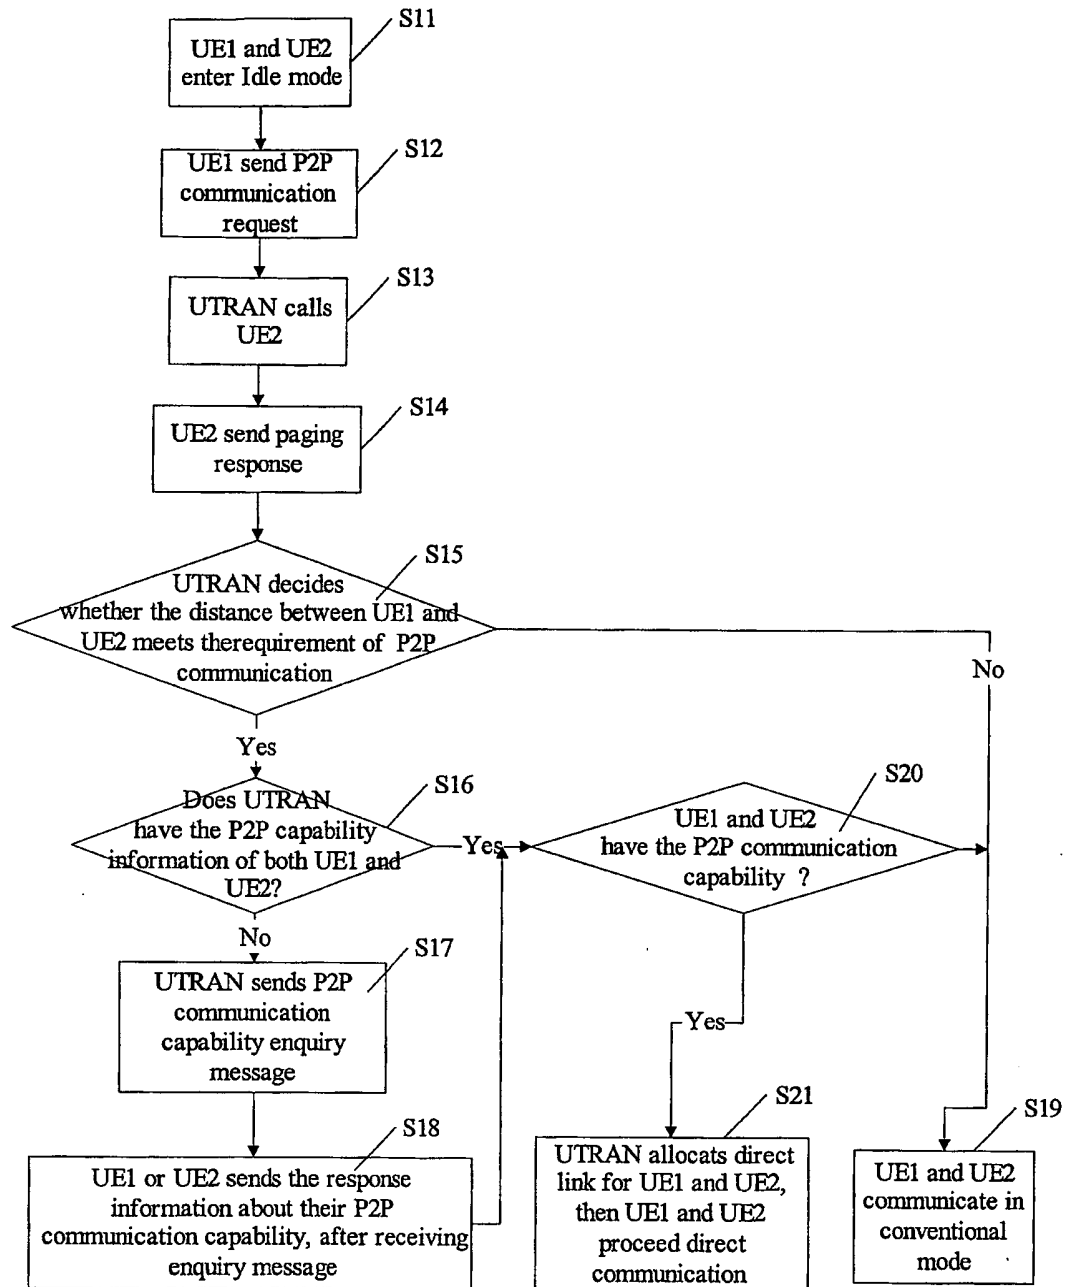 S11
UE1 and UE2
enter Idle mode
S12
UE1 send P2P
communication
request
S13
UTRAN calls
UE2
S14
UE2 send paging
response
S15
UTRAN decides
whether the distance between UE1 and
UE2 meets therequirement of P2P
communication
No
Yes
S16
Does UTRAN
have the P2P capability
information of both UE1 and
UE2?
Yes
S20
UE1 and UE2
have the P2P communication
capability ?
No
S17
UTRAN sends P2P
communication
capability enquiry
message
Yes
S18
UE1 or UE2 sends the response
information about their P2P
communication capability, after receiving
enquiry message
S21
UTRAN allocats direct
link for UE1 and UE2,
then UE1 and UE2
proceed direct
communication
S19
UE1 and UE2
communicate in
conventional
mode